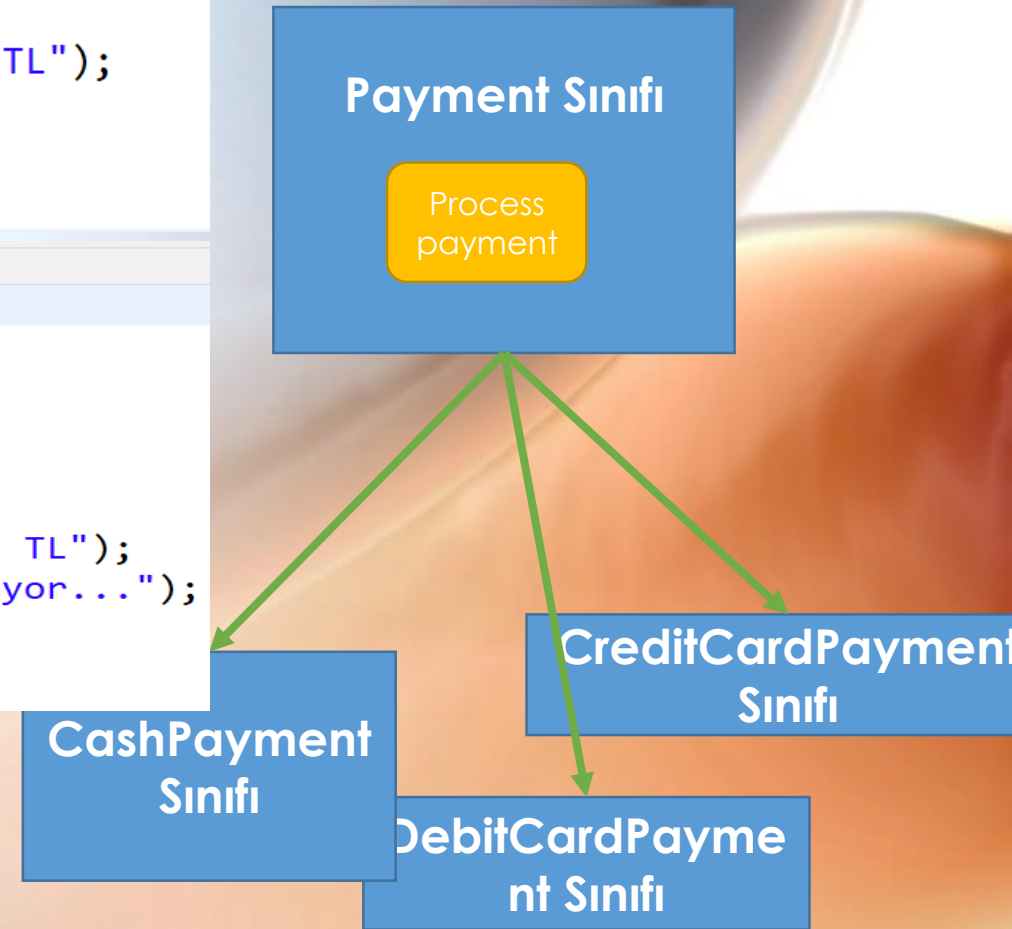 TL");
Payment Sınıfı
Process
payment
TL");
yor...");
CreditCardPayment
Sınıfı
CashPayment
Sınıfı
DebitCardPayme
nt Sınıfı